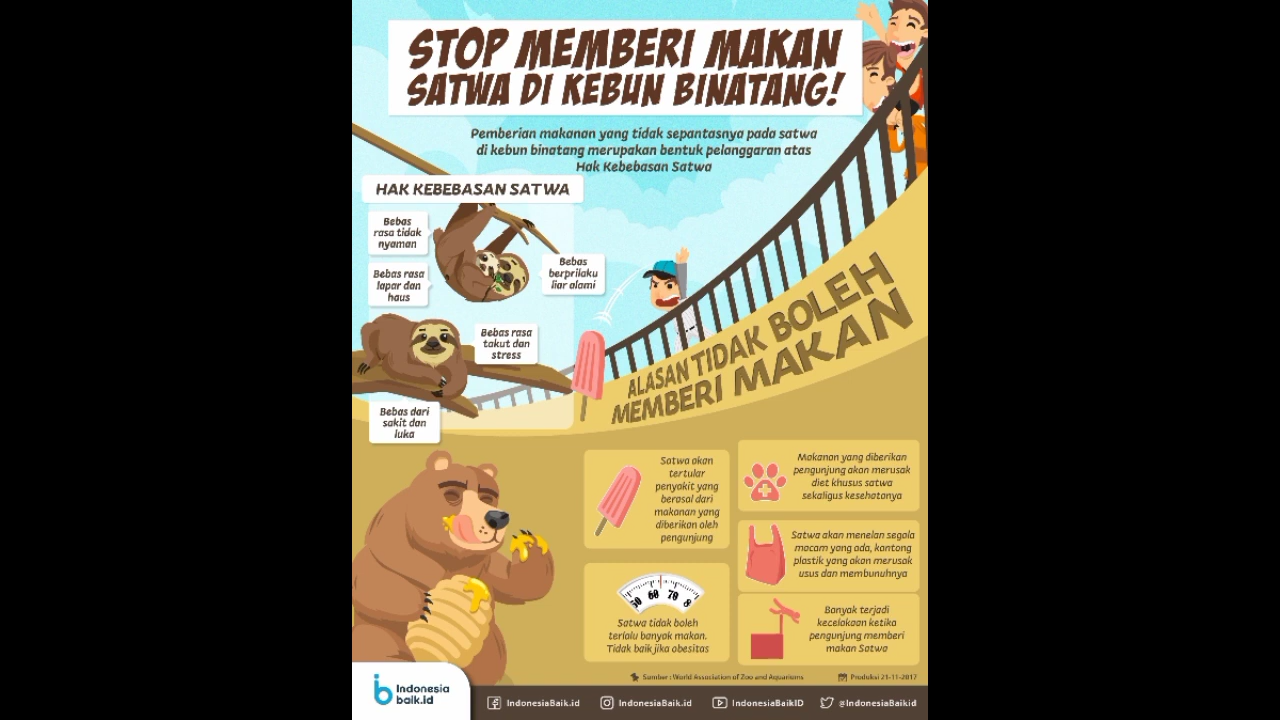 STOP MEMBERI MAKAN
SATWA DI KEBUN BINATANG!
Pemberian makanan yang tidak sepantasnya pada satwa
di kebun binatang merupakan bentuk pelanggaran atas
Hak Kebebasan Satwa
HAK KEBEBASAN SATWA
Bebas
rasa tidak
nyaman
Bebas
berprilaku
liar alami
Bebas rasa
lapar dan
haus
Bebas rasa
takut dan
stress
Bebas dari
sakit dan
luka
ALASAN TIDAK BOLEH
MEMBERI MAKAN
Satwa akan
tertular
penyakit yang
berasal dari
makanan yang
diberikan oleh
pengunjung
Makanan yang diberikan
pengunjung akan merusak
diet khusus satwa
sekaligus kesehatanya
Satwa akan menelan segala
macam yang ada, kantong
plastik yang akan merusak
usus dan membunuhnya
50 60 70 8
Satwa tidak boleh
terlalu banyak makan.
Tidak baik jika obesitas
Banyak terjadi
kecelakaan ketika
pengunjung memberi
makan Satwa
Sumber : World Association of Zoo and Aquariums
Produksi 21-11-2017
Indonesia
baik.id
IndonesiaBaik.id
IndonesiaBaik.id
IndonesiaBaikID
@IndonesiaBaikid